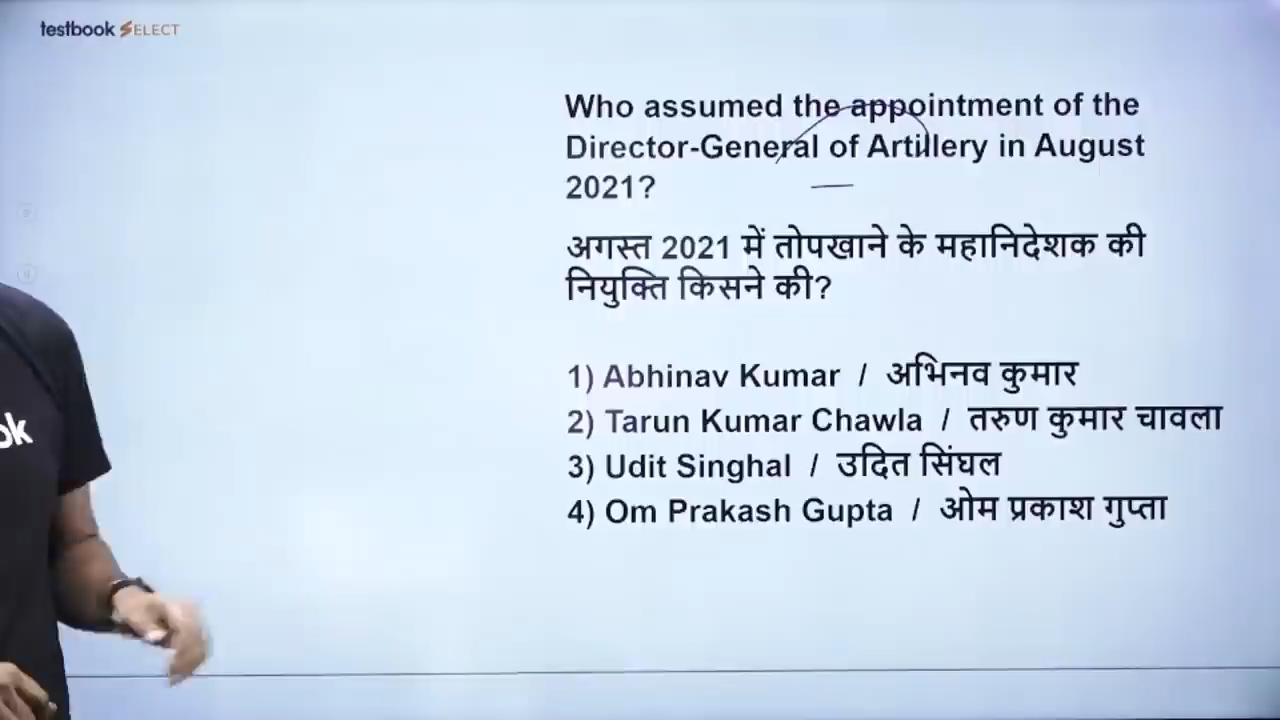 testbook SELECT
Who assumed the appointment of the
Director-General of Artillery in August
2021?
अगस्त 2021 में तोपखाने के महानिदेशक की
नियुक्ति किसने की?
1) Abhinav Kumar / अभिनव कुमार
2) Tarun Kumar Chawla / तरुण कुमार चावला
3) Udit Singhal / उदित सिंघल
4) Om Prakash Gupta / ओम प्रकाश गुप्ता
ok